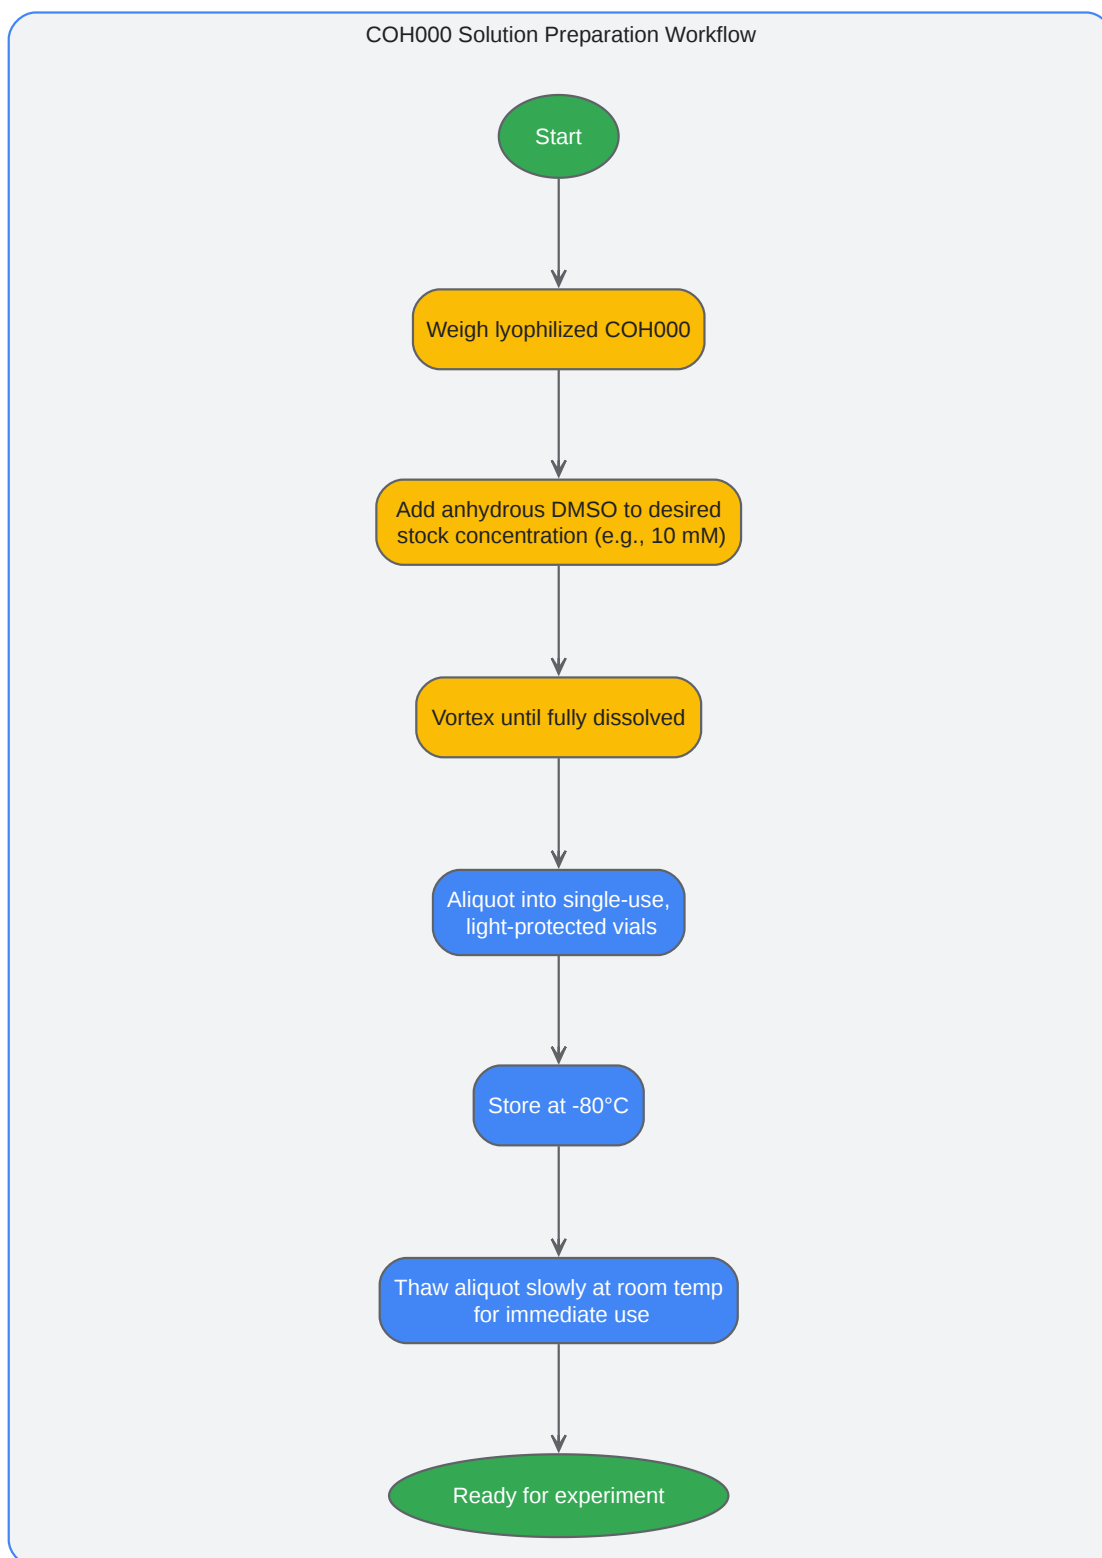 COH000 Solution Preparation Workflow
Start
Weigh lyophilized COH000
Add anhydrous DMSO to desired
stock concentration (e.g., 10 mM)
Vortex until fully dissolved
Aliquot into single-use,
light-protected vials
Store at -80°C
Thaw aliquot slowly at room temp
for immediate use
Ready for experiment